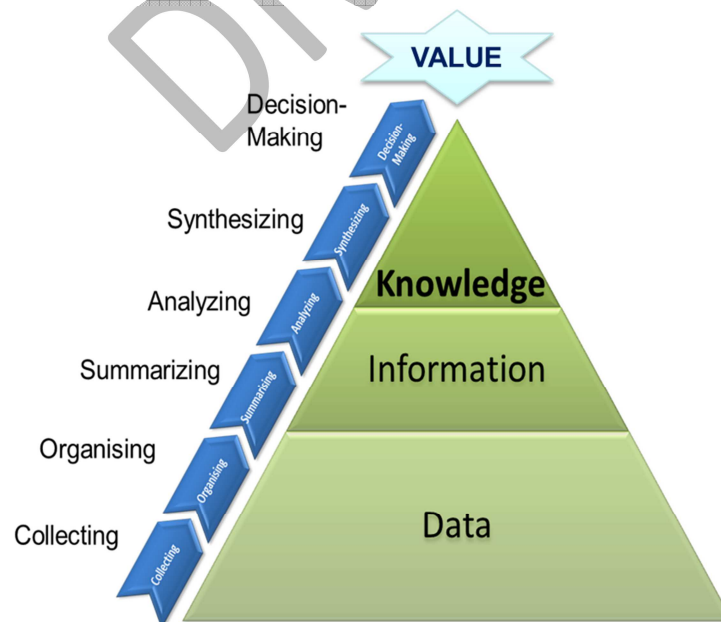 VALUE
Decision-
Making
Decision-
Making
Synthesizing
Synthesizing
Analyzing
Analyzing
Knowledge
Summarizing
Summarising
Information
Organising
Organising
Collecting
Collecting
Data